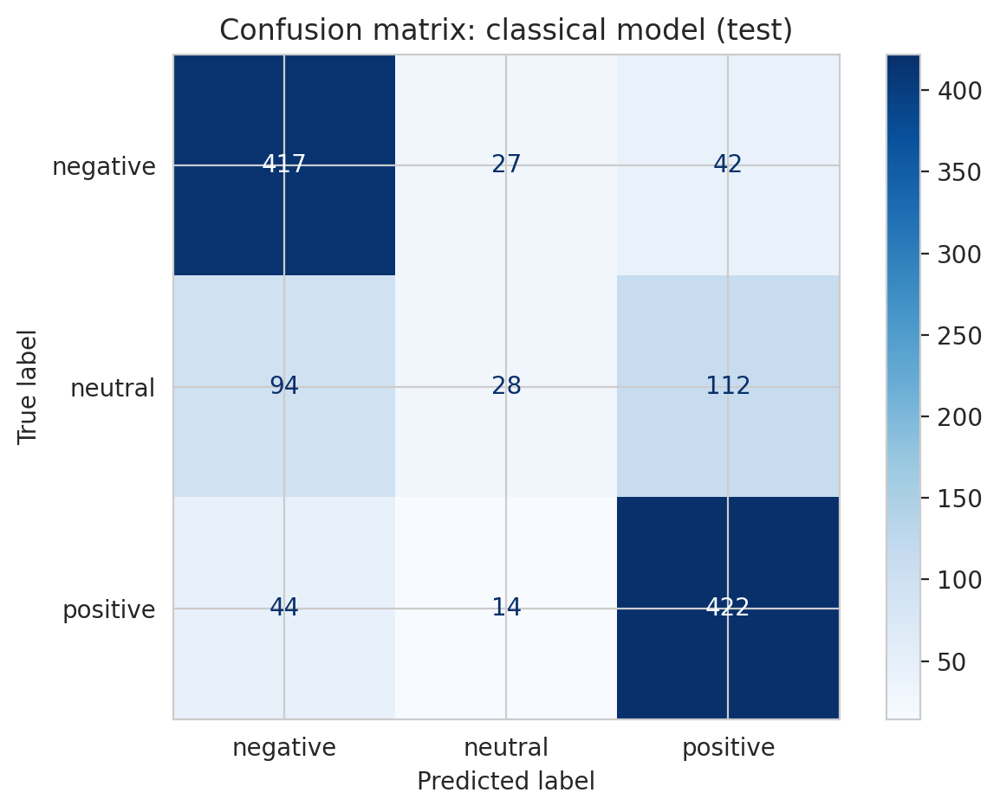 Confusion matrix: classical model (test)
True label
negative
417 27 42
neutral
94 28 112
positive
44 14 422
negative neutral positive
Predicted label
400
350
300
250
200
150
100
50